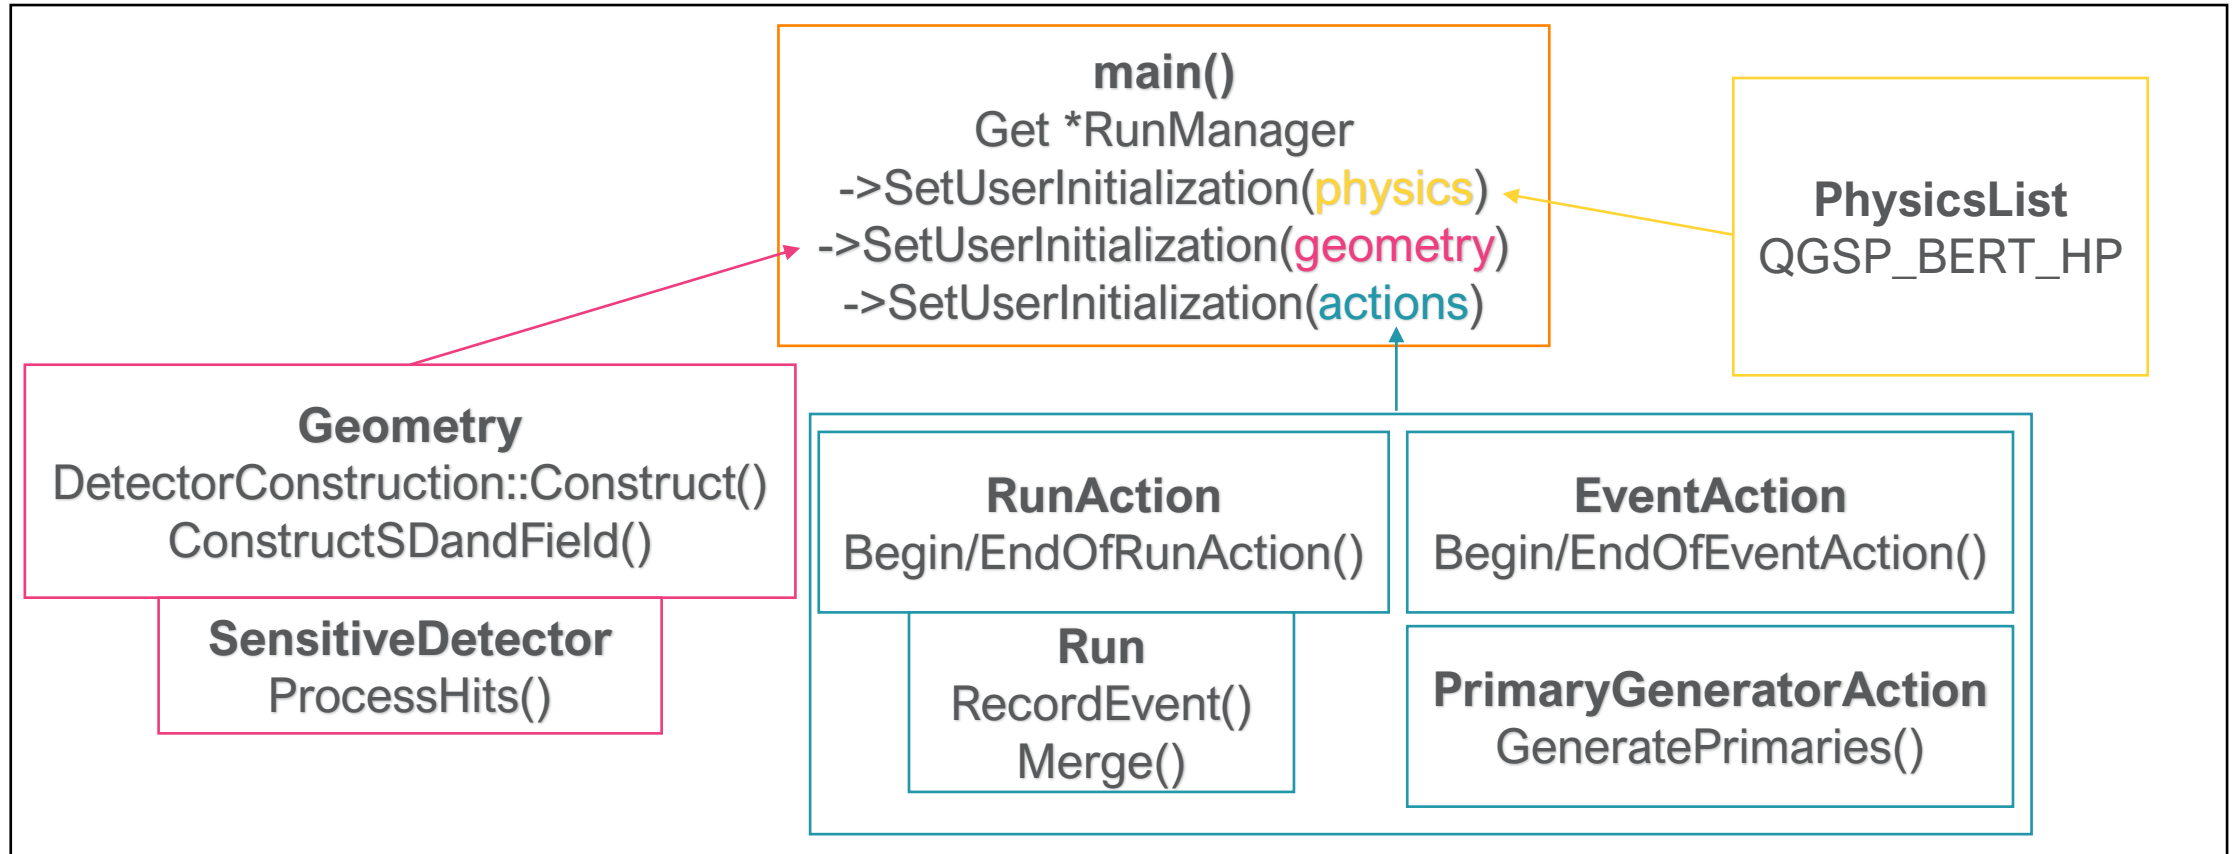 main()
Get *RunManager
->SetUserInitialization(physics)
->SetUserInitialization(geometry)
->SetUserInitialization(actions)
PhysicsList
QGSP_BERT_HP
Geometry
DetectorConstruction::Construct()
ConstructSDandField()
SensitiveDetector
ProcessHits()
RunAction
Begin/EndOfRunAction()
Run
RecordEvent()
Merge()
EventAction
Begin/EndOfEventAction()
PrimaryGeneratorAction
GeneratePrimaries()